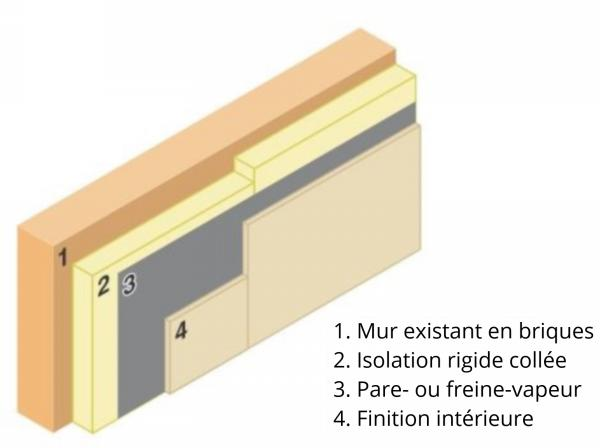 1
2
3
4
1. Mur existant en briques
2. Isolation rigide collée
3. Pare- ou freine-vapeur
4. Finition intérieure